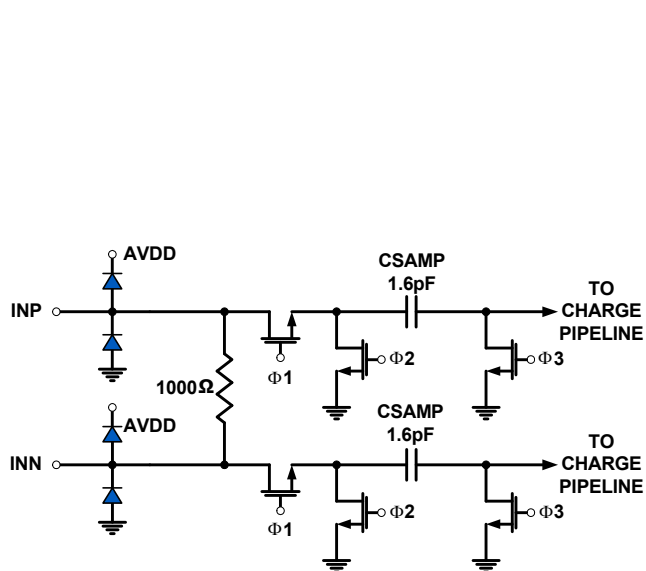 AVDD
CSAMP
1.6pF
INP
TO
CHARGE
PIPELINE
Φ1
Φ2
Φ3
1000Ω
AVDD
CSAMP
1.6pF
INN
TO
CHARGE
PIPELINE
Φ1
Φ2
Φ3